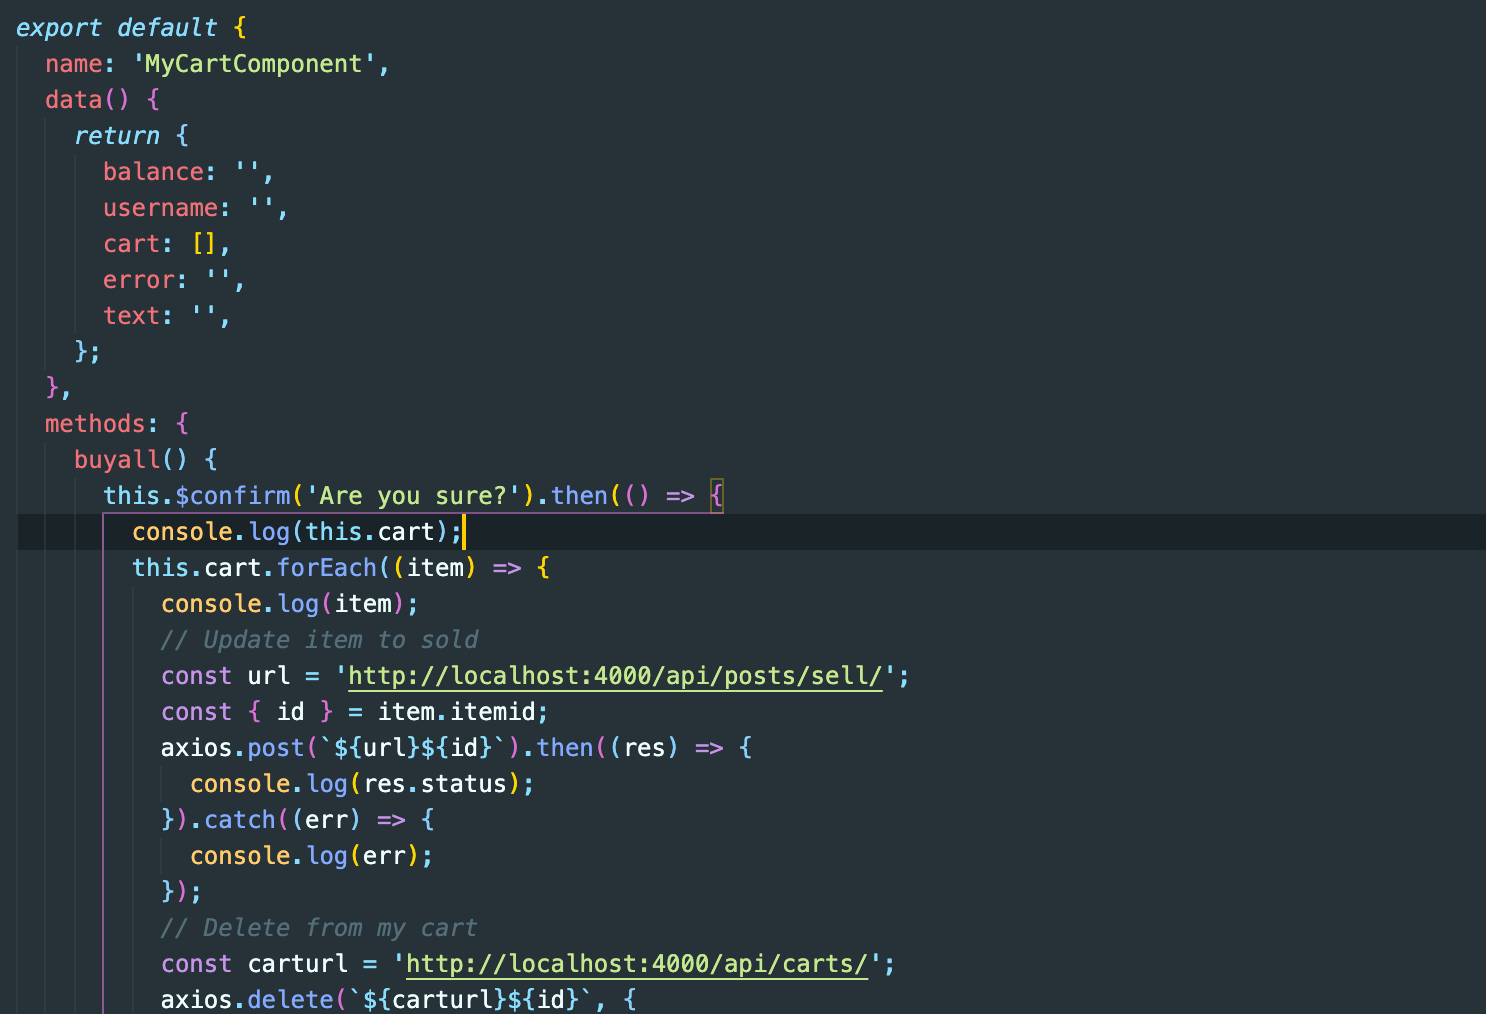 export default {
  name: 'MyCartComponent',
  data() {
    return {
      balance: '',
      username: '',
      cart: [],
      error: '',
      text: '',
    };
  },
  methods: {
    buyall() {
      this.$confirm('Are you sure?').then(() => {
        console.log(this.cart);
        this.cart.forEach((item) => {
          console.log(item);
          // Update item to sold
          const url = 'http://localhost:4000/api/posts/sell/';
          const { id } = item.itemid;
          axios.post(`${url}${id}`).then((res) => {
            console.log(res.status);
          }).catch((err) => {
            console.log(err);
          });
          // Delete from my cart
          const carturl = 'http://localhost:4000/api/carts/';
          axios.delete(`${carturl}${id}`, {